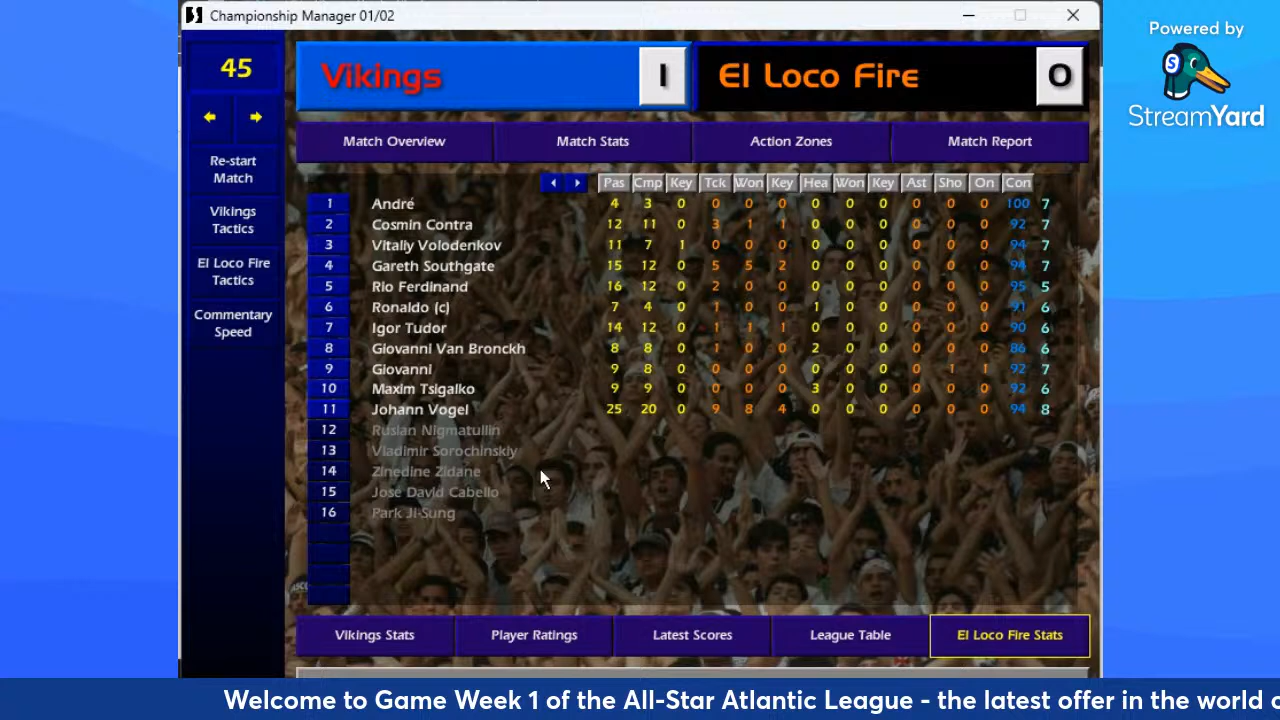 Championship Manager 01/02
Powered by
StreamYard
45
Vikings 1 El Loco Fire 0
Match Overview Match Stats Action Zones Match Report
Re-start
Match
Vikings
Tactics
El Loco Fire
Tactics
Commentary
Speed
Pas Cmp Key Tck Won Key Hea Won Key Ast Sho On Con
1 André 4 3 0 0 0 0 0 0 0 0 0 0 100 7
2 Cosmin Contra 12 11 0 3 1 1 0 0 0 0 0 0 92 7
3 Vitaliy Volodenkov 11 7 1 0 0 0 0 0 0 0 0 0 94 7
4 Gareth Southgate 15 12 0 5 5 2 0 0 0 0 0 0 94 7
5 Rio Ferdinand 16 12 0 2 0 0 0 0 0 0 0 0 95 5
6 Ronaldo (c) 7 4 0 1 0 0 1 0 0 0 0 0 91 6
7 Igor Tudor 14 12 0 1 1 1 0 0 0 0 0 0 90 6
8 Giovanni Van Bronckh 8 8 0 1 0 0 2 0 0 0 0 0 86 6
9 Giovanni 9 8 0 0 0 0 0 0 0 0 1 1 92 7
10 Maxim Tsigalko 9 9 0 0 0 0 3 0 0 0 0 0 92 6
11 Johann Vogel 25 20 0 9 8 4 0 0 0 0 0 0 94 8
12 Ruslan Nigmatullin
13 Vladimir Sorochinskiy
14 Zinedine Zidane
15 José David Cabello
16 Park Ji-Sung
Vikings Stats Player Ratings Latest Scores League Table El Loco Fire Stats
Welcome to Game Week 1 of the All-Star Atlantic League - the latest offer in the world